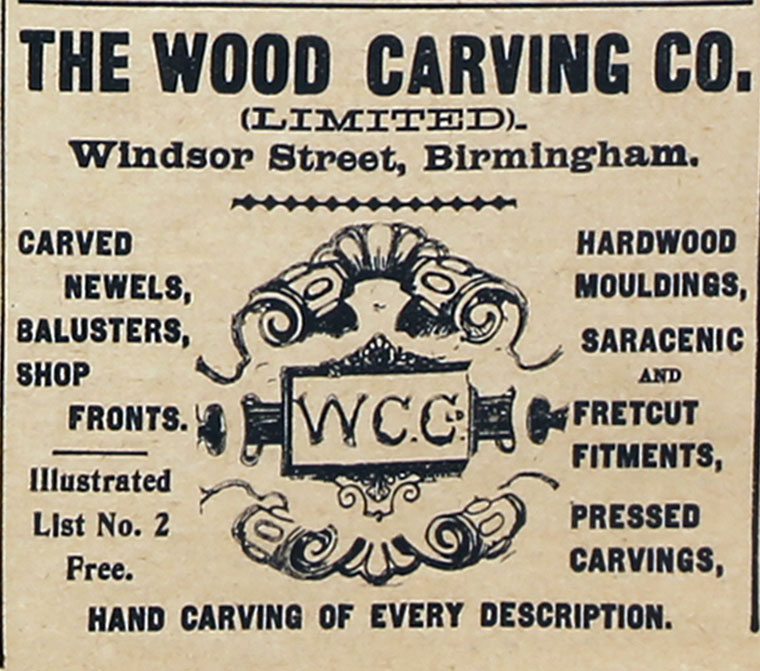 THE WOOD CARVING CO.
(LIMITED).
Windsor Street, Birmingham.
CARVED
NEWELS,
BALUSTERS,
SHOP
FRONTS.
Illustrated
List No. 2
Free.
W.C.C. LD
HARDWOOD
MOULDINGS,
SARACENIC
AND
FRETCUT
FITMENTS,
PRESSED
CARVINGS,
HAND CARVING OF EVERY DESCRIPTION.